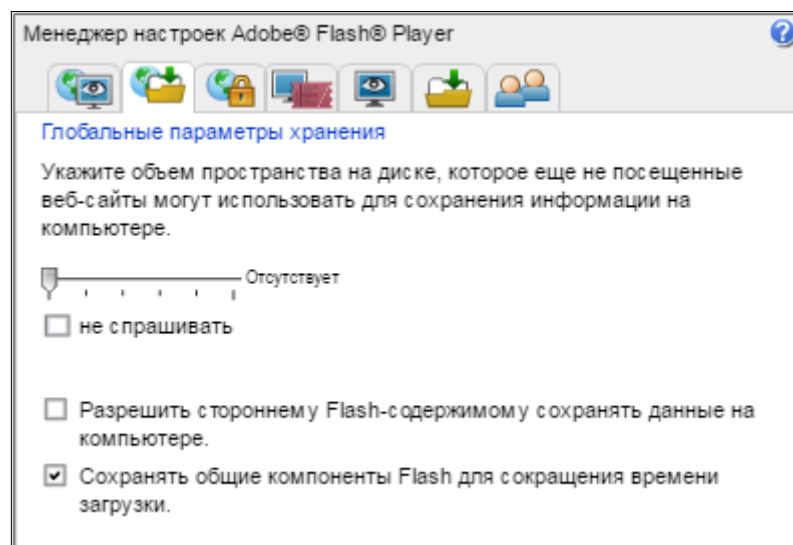 Менеджер настроек Adobe® Flash® Player
?
Глобальные параметры хранения
Укажите объем пространства на диске, которое еще не посещенные
веб-сайты могут использовать для сохранения информации на
компьютере.
Отсутствует
не спрашивать
Разрешить стороннему Flash-содержимому сохранять данные на
компьютере.
Сохранять общие компоненты Flash для сокращения времени
загрузки.